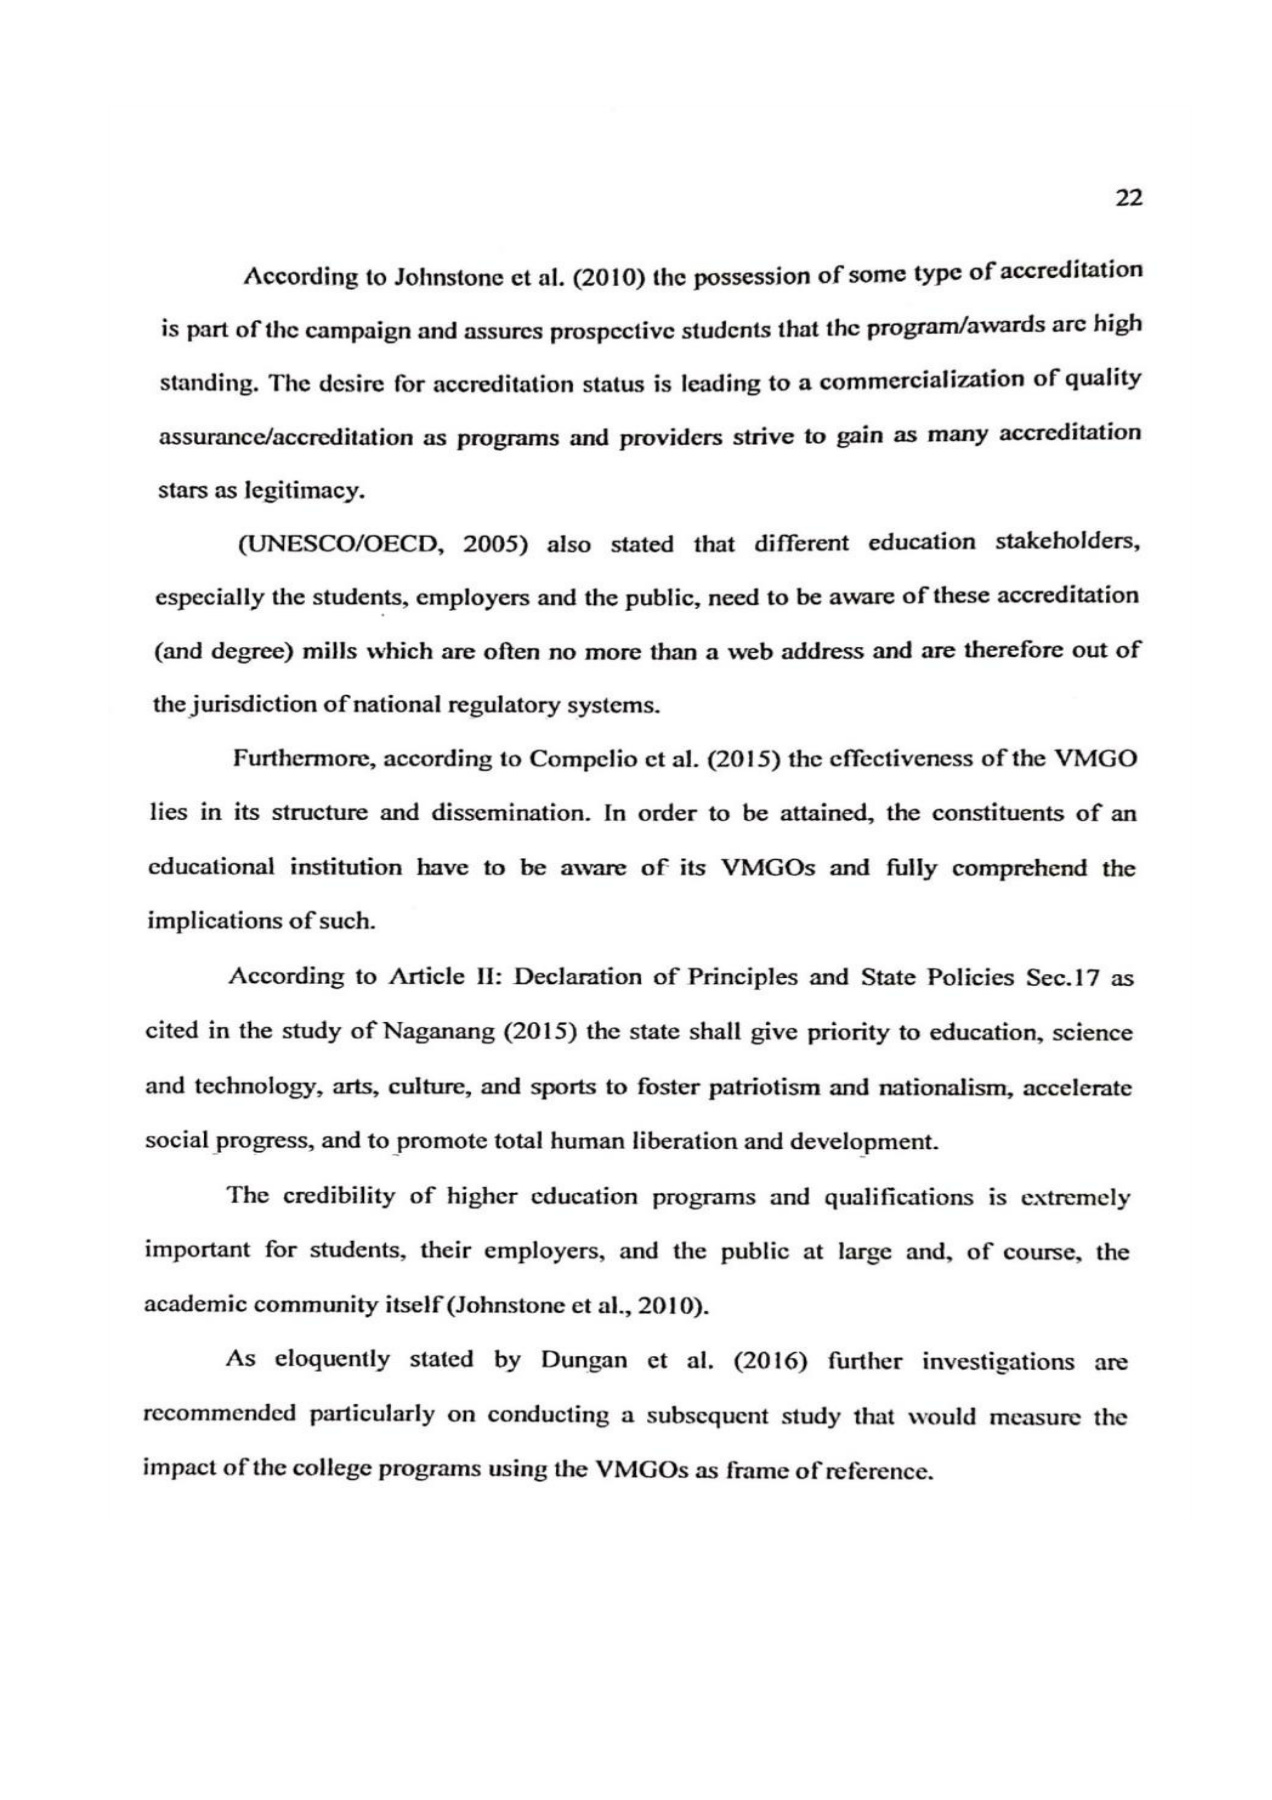 22
According to Johnstone et al. (2010) the possession of some type of accreditation
is part of the campaign and assures prospective students that the program/awards are high
standing. The desire for accreditation status is leading to a commercialization of quality
assurance/accreditation as programs and providers strive to gain as many accreditation
stars as legitimacy.
(UNESCO/OECD, 2005) also stated that different education stakeholders,
especially the students, employers and the public, need to be aware of these accreditation
(and degree) mills which are often no more than a web address and are therefore out of
the jurisdiction of national regulatory systems.
Furthermore, according to Compelio et al. (2015) the effectiveness of the VMGO
lies in its structure and dissemination. In order to be attained, the constituents of an
educational institution have to be aware of its VMGOs and fully comprehend the
implications of such.
According to Article II: Declaration of Principles and State Policies Sec.17 as
cited in the study of Naganang (2015) the state shall give priority to education, science
and technology, arts, culture, and sports to foster patriotism and nationalism, accelerate
social progress, and to promote total human liberation and development.
The credibility of higher education programs and qualifications is extremely
important for students, their employers, and the public at large and, of course, the
academic community itself (Johnstone et al., 2010).
As eloquently stated by Dungan et al. (2016) further investigations are
recommended particularly on conducting a subsequent study that would measure the
impact of the college programs using the VMGOs as frame of reference.